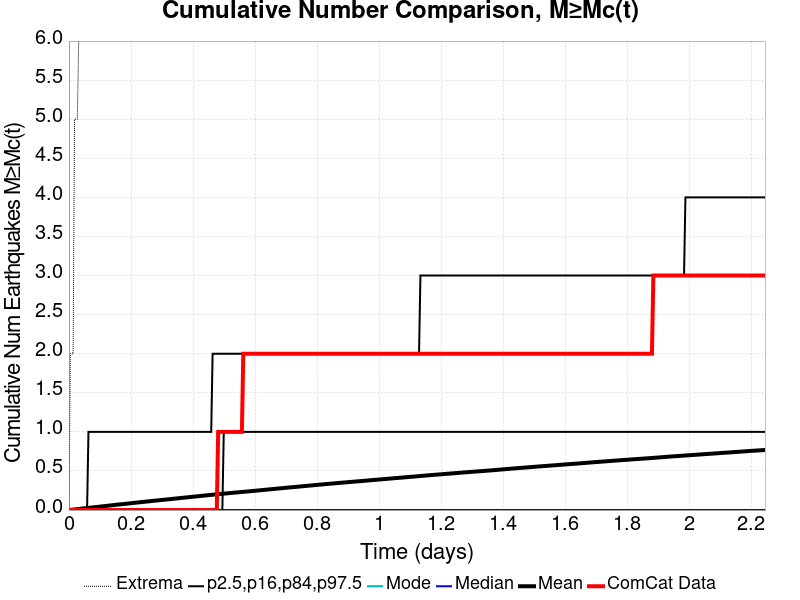 Cumulative Number Comparison, M≥Mc(t)
Cumulative Num Earthquakes M≥Mc(t)
6.0
5.5
5.0
4.5
4.0
3.5
3.0
2.5
2.0
1.5
1.0
0.5
0.0
0 0.2 0.4 0.6 0.8 1 1.2 1.4 1.6 1.8 2 2.2
Time (days)
Extrema p2.5,p16,p84,p97.5 Mode Median Mean ComCat Data